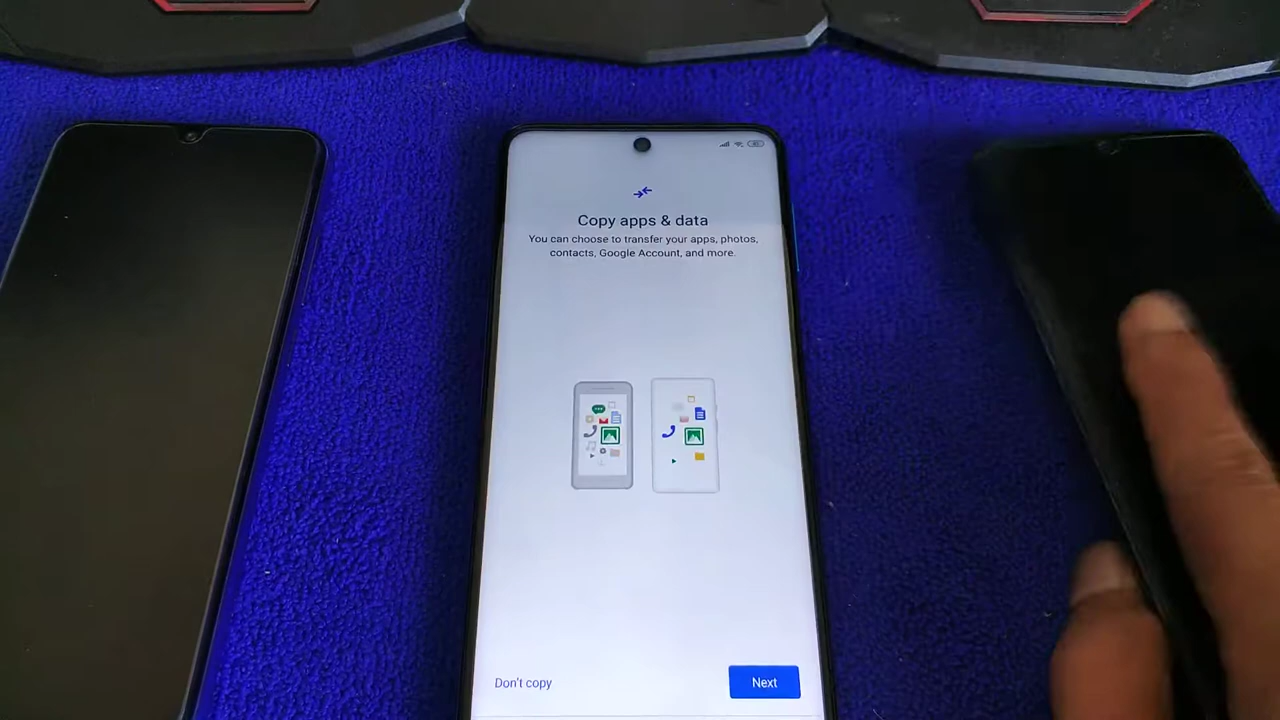 Copy apps & data
You can choose to transfer your apps, photos,
contacts, Google Account, and more.
Don't copy
Next